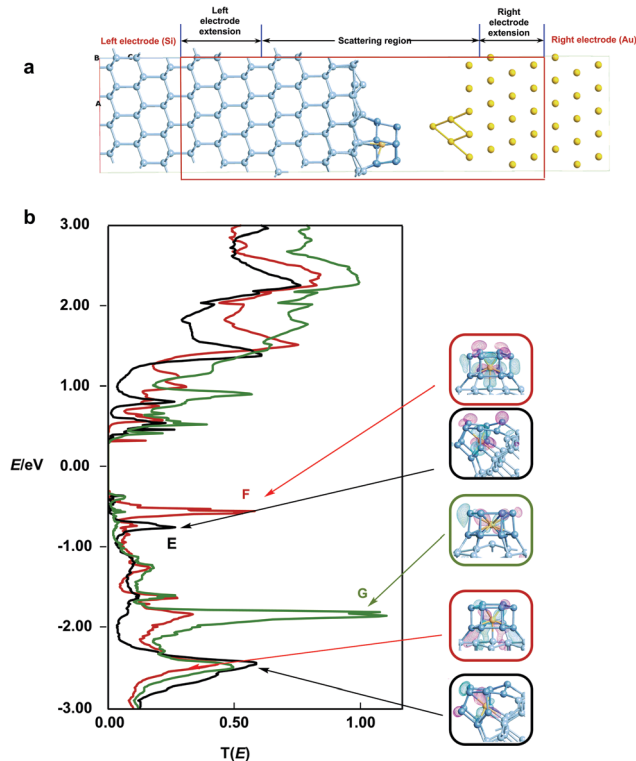 Left
electrode
extension
Right
electrode
extension
Left electrode (Si)
Scattering region
Right electrode (Au)
a
B
C
A
b
3.00
2.00
1.00
E/eV
0.00
F
E
-1.00
G
-2.00
-3.00
0.00
0.50
1.00
T(E)